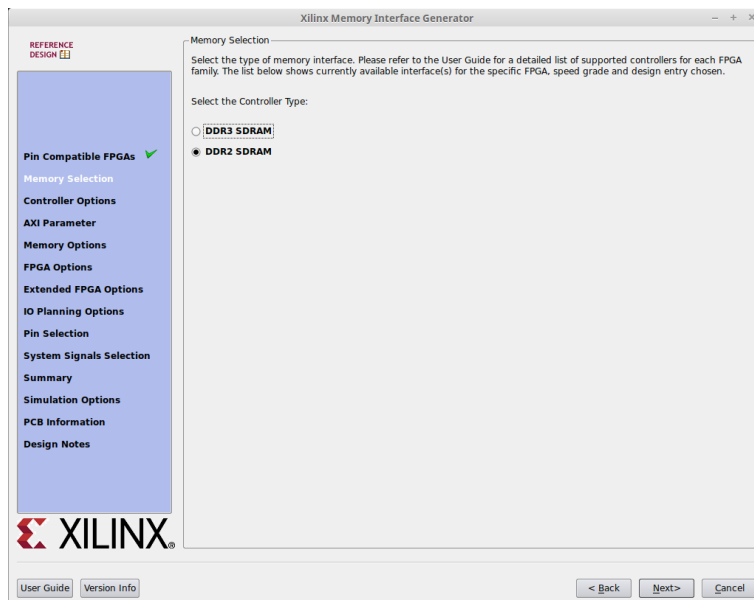 Xilinx Memory Interface Generator
REFERENCE
DESIGN
Pin Compatible FPGAs
Memory Selection
Controller Options
AXI Parameter
Memory Options
FPGA Options
Extended FPGA Options
IO Planning Options
Pin Selection
System Signals Selection
Summary
Simulation Options
PCB Information
Design Notes
XILINX®
Memory Selection
Select the type of memory interface. Please refer to the User Guide for a detailed list of supported controllers for each FPGA
family. The list below shows currently available interface(s) for the specific FPGA, speed grade and design entry chosen.
Select the Controller Type:
DDR3 SDRAM
DDR2 SDRAM
User Guide
Version Info
< Back
Next>
Cancel